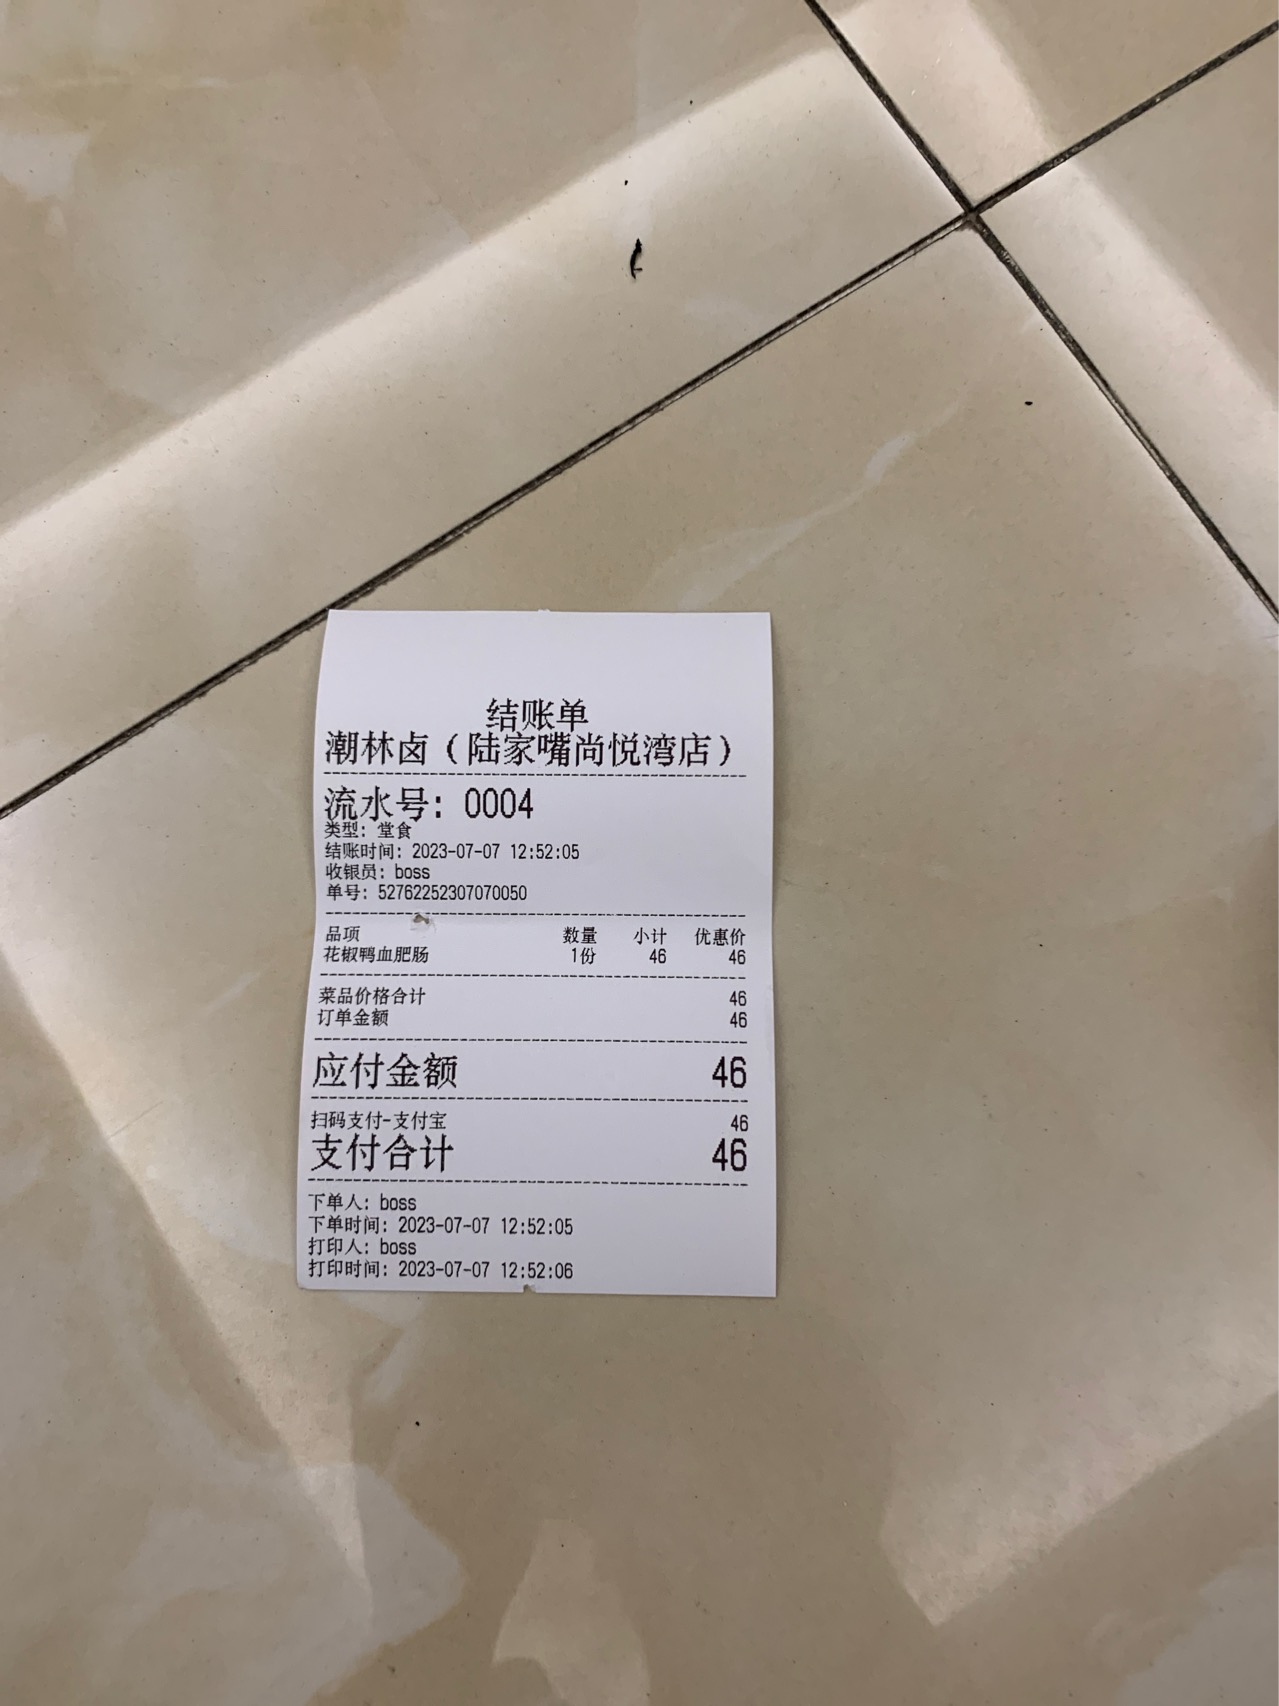 结账单
潮林卤（陆家嘴尚悦湾店）
流水号: 0004
类型: 堂食
结账时间: 2023-07-07 12:52:05
收银员: boss
单号: 52762252307070050
品项 数量 小计 优惠价
花椒鸭血肥肠 1份 46 46
菜品价格合计 46
订单金额 46
应付金额 46
扫码支付-支付宝 46
支付合计 46
下单人: boss
下单时间: 2023-07-07 12:52:05
打印人: boss
打印时间: 2023-07-07 12:52:06